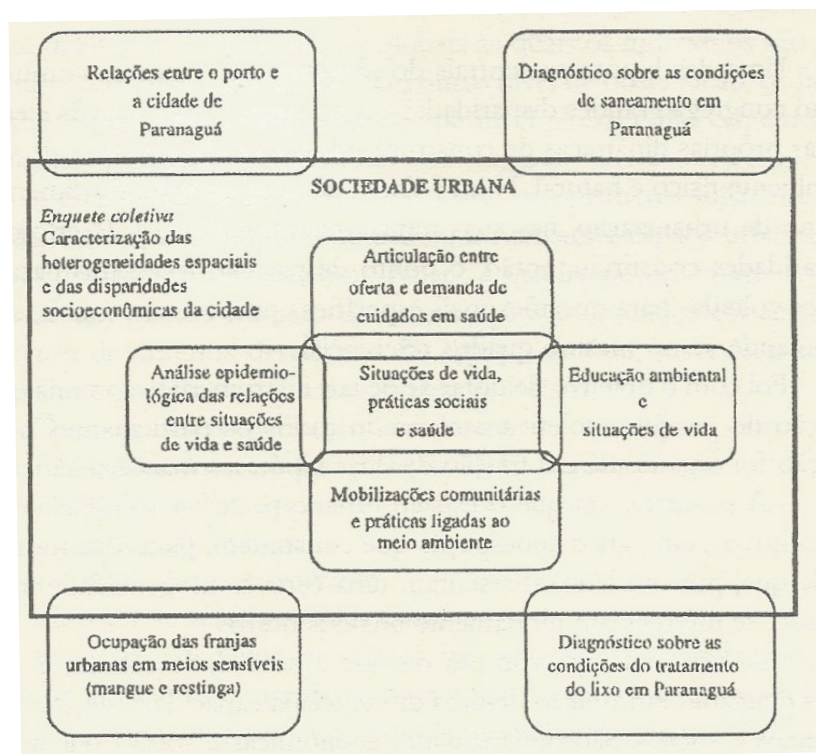 Relações entre o porto e
a cidade de
Paranaguá
Diagnóstico sobre as condições
de saneamento em
Paranaguá
SOCIEDADE URBANA
Enquete coletiva
Caracterização das
heterogeneidades espaciais
e das disparidades
socioeconômicas da cidade
Articulação entre
oferta e demanda de
cuidados em saúde
Análise epidemio-
lógica das relações
entre situações
de vida e saúde
Situações de vida,
práticas sociais
e saúde
Educação ambiental
e
situações de vida
Mobilizações comunitárias
e práticas ligadas ao
meio ambiente
Ocupação das franjas
urbanas em meios sensíveis
(mangue e restinga)
Diagnóstico sobre as
condições do tratamento
do lixo em Paranaguá